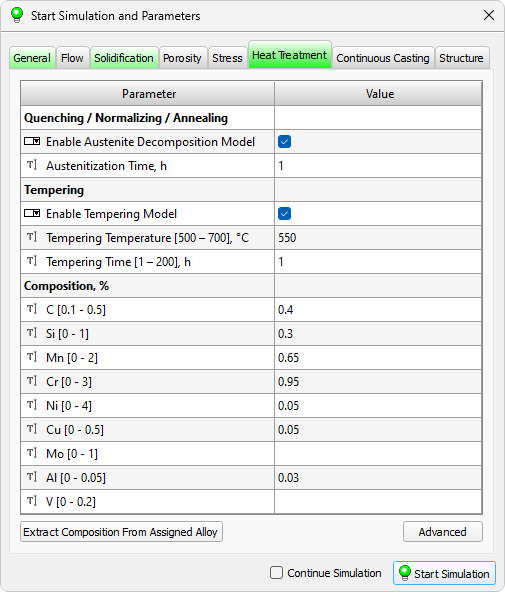 Start Simulation and Parameters
General Flow Solidification Porosity Stress Heat Treatment Continuous Casting Structure
Parameter Value
Quenching / Normalizing / Annealing
Enable Austenite Decomposition Model
Austenitization Time, h 1
Tempering
Enable Tempering Model
Tempering Temperature [500 – 700], °C 550
Tempering Time [1 – 200], h 1
Composition, %
C [0.1 - 0.5] 0.4
Si [0 - 1] 0.3
Mn [0 - 2] 0.65
Cr [0 - 3] 0.95
Ni [0 - 4] 0.05
Cu [0 - 0.5] 0.05
Mo [0 - 1]
Al [0 - 0.05] 0.03
V [0 - 0.2]
Extract Composition From Assigned Alloy Advanced
Continue Simulation Start Simulation